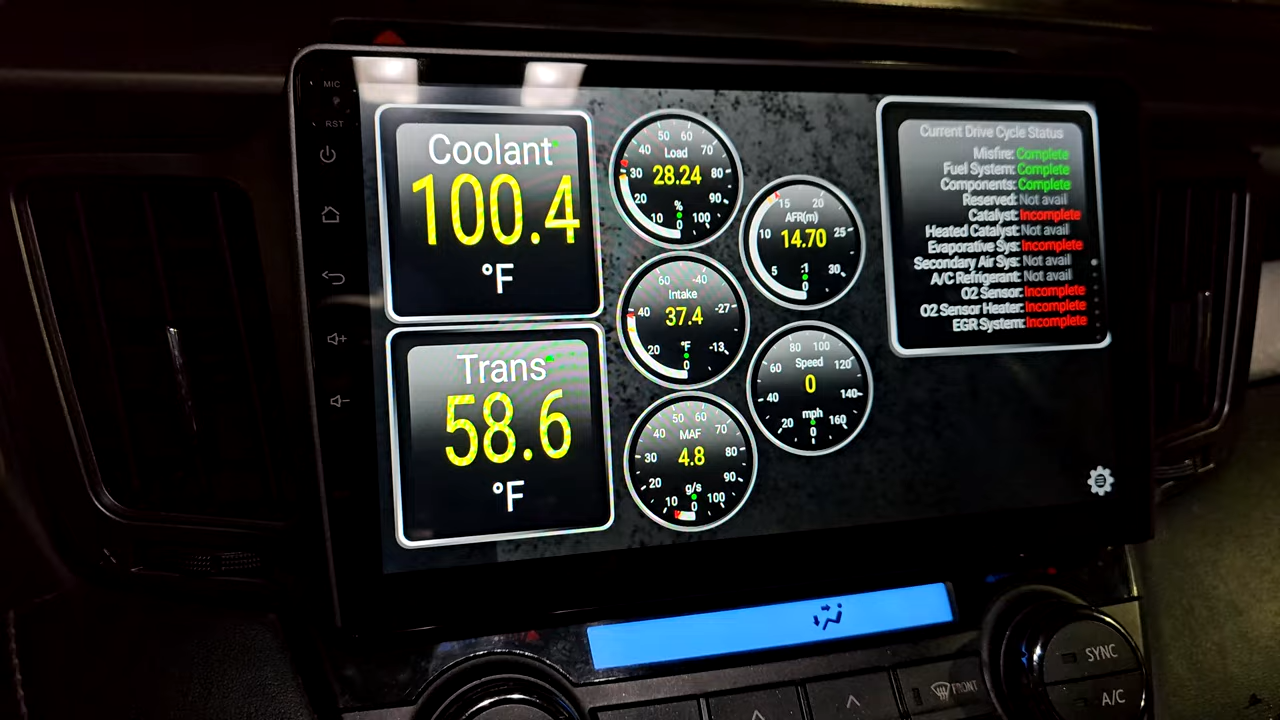 MIC
RST
Coolant
100.4
°F
Trans
58.6
°F
50 60
40 70
Load
30 28.24 80
20 90
%
10 0 100
15 20
AFR(m)
10 14.70 25
5 :1 30
0
60 -40
Intake
40 37.4 -27
°F
20 0 -13
80 100
60 Speed 120
0
40 140
mph
20 0 160
50 60
40 MAF 70
30 4.8 80
20 g/s 90
10 0 100
Current Drive Cycle Status
Misfire: Complete
Fuel System: Complete
Components: Complete
Reserved: Not avail
Catalyst: Incomplete
Heated Catalyst: Not avail
Evaporative Sys: Incomplete
Secondary Air Sys: Not avail
A/C Refrigerant: Not avail
O2 Sensor: Incomplete
O2 Sensor Heater: Incomplete
EGR System: Incomplete
SYNC
FRONT
A/C